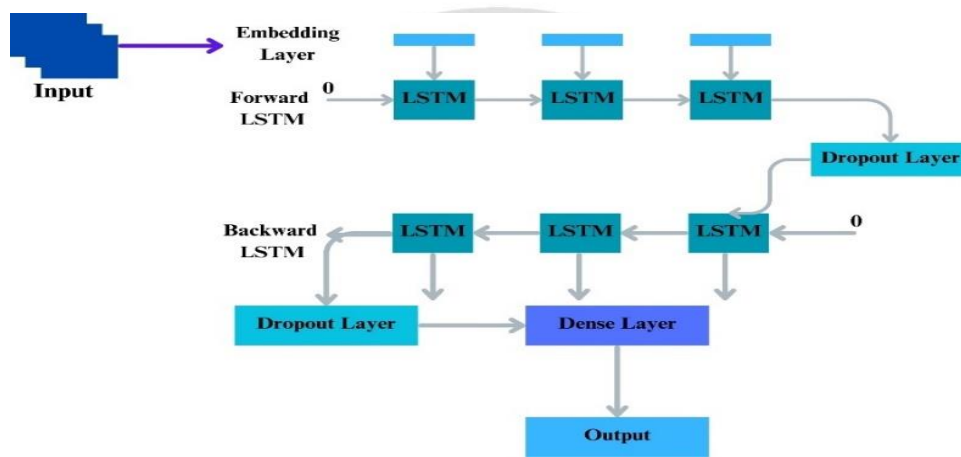 Embedding
Layer
Input
0
Forward
LSTM
LSTM
LSTM
LSTM
Dropout Layer
Backward
LSTM
LSTM
LSTM
LSTM
0
Dropout Layer
Dense Layer
Output